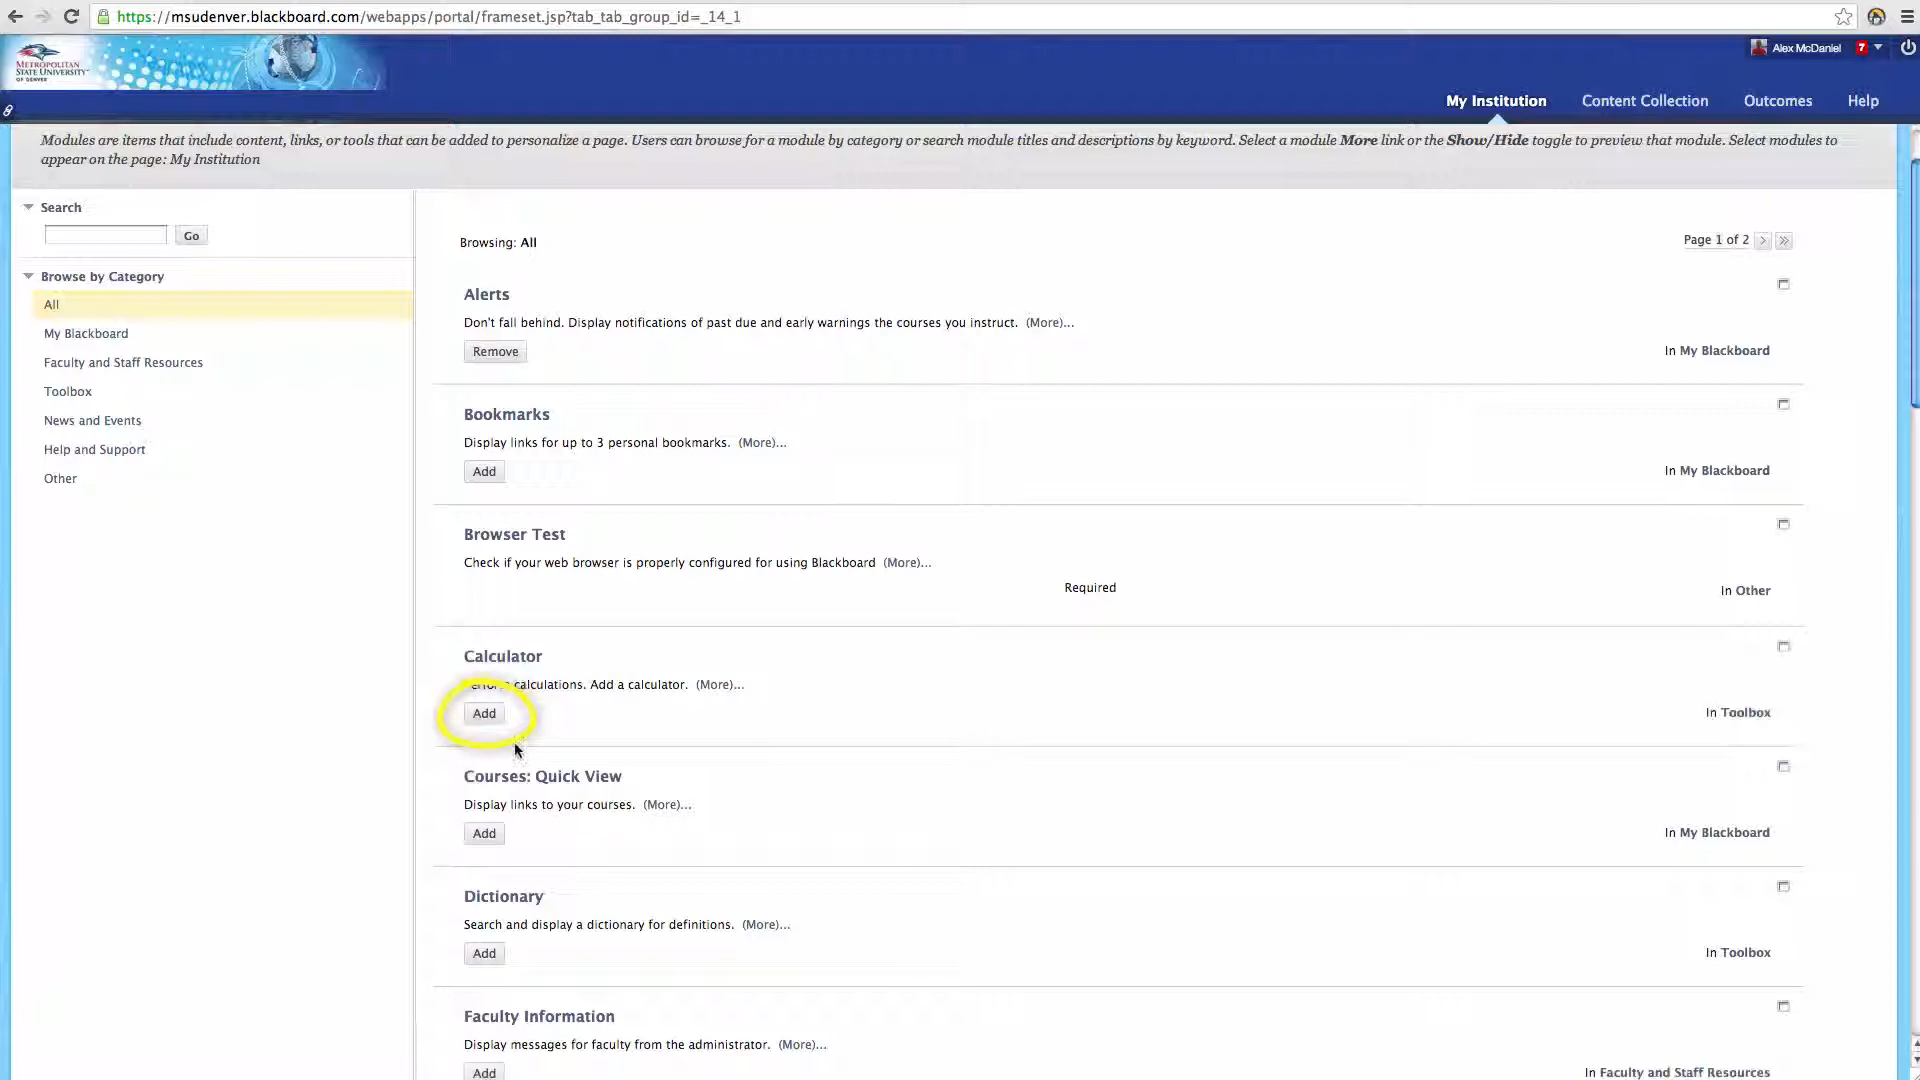 https://msudenver.blackboard.com/webapps/portal/frameset.jsp?tab_tab_group_id=_14_1
METROPOLITAN
STATE UNIVERSITY
OF DENVER
Alex McDaniel 7
My Institution Content Collection Outcomes Help
Modules are items that include content, links, or tools that can be added to personalize a page. Users can browse for a module by category or search module titles and descriptions by keyword. Select a module More link or the Show/Hide toggle to preview that module. Select modules to
appear on the page: My Institution
Search
Go
Browse by Category
All
My Blackboard
Faculty and Staff Resources
Toolbox
News and Events
Help and Support
Other
Browsing: All
Page 1 of 2 > >>
Alerts
Don't fall behind. Display notifications of past due and early warnings the courses you instruct. (More)...
Remove
In My Blackboard
Bookmarks
Display links for up to 3 personal bookmarks. (More)...
Add
In My Blackboard
Browser Test
Check if your web browser is properly configured for using Blackboard (More)...
Required
In Other
Calculator
Perform calculations. Add a calculator. (More)...
Add
In Toolbox
Courses: Quick View
Display links to your courses. (More)...
Add
In My Blackboard
Dictionary
Search and display a dictionary for definitions. (More)...
Add
In Toolbox
Faculty Information
Display messages for faculty from the administrator. (More)...
Add
In Faculty and Staff Resources